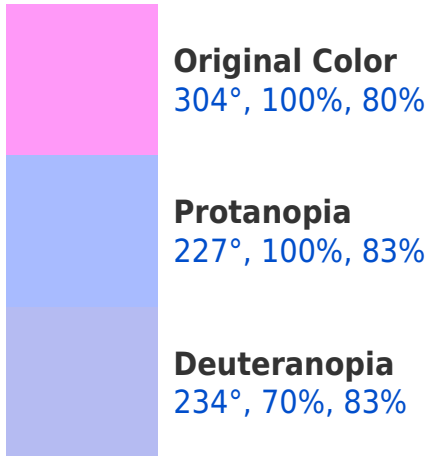 Original Color
304°, 100%, 80%
Protanopia
227°, 100%, 83%
Deuteranopia
234°, 70%, 83%